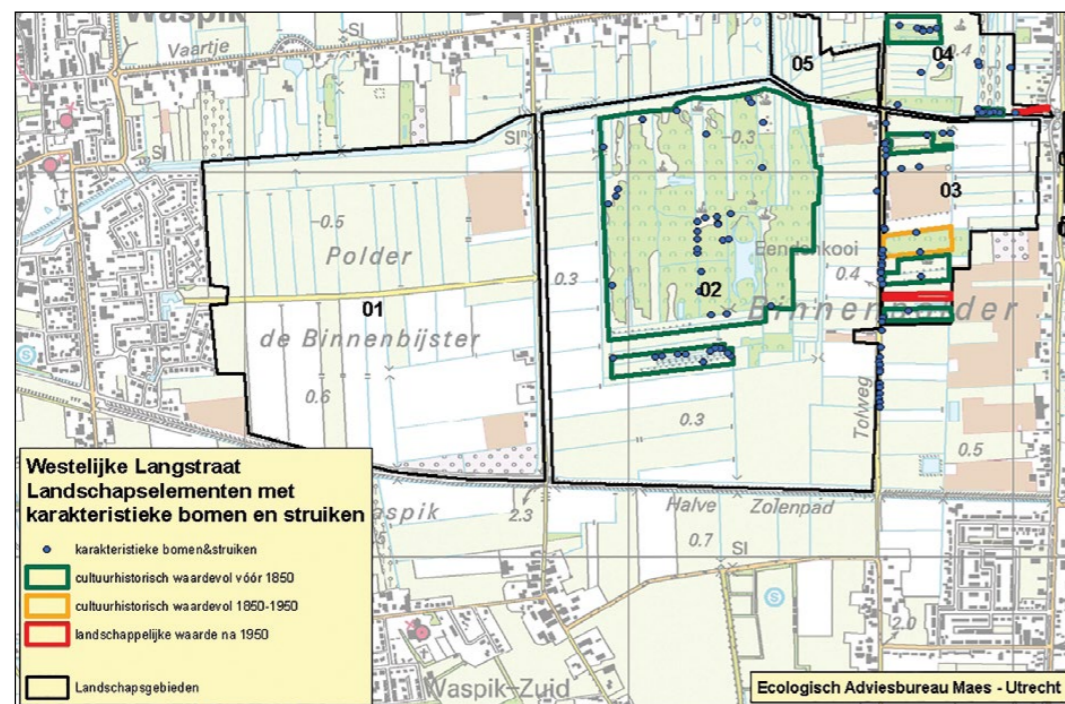 Waspik
Vaartje
Sl
05
04
0.4
Sl
Slⁿ
-0.3
03
-0.5
Polder
0.3
Eendenkooi
0.4
01
02
Binnenpolder
de Binnenbijster
0.6
0.3
Tolweg
0.5
Westelijke Langstraat
Landschapselementen met
karakteristieke bomen en struiken
karakteristieke bomen&struiken
cultuurhistorisch waardevol vóór 1850
cultuurhistorisch waardevol 1850-1950
landschappelijke waarde na 1950
Landschapsgebieden
aspik
2.3
Halve Zolenpad
0.7
Sl
S
S
2.0
Waspik-Zuid
Ecologisch Adviesbureau Maes - Utrecht